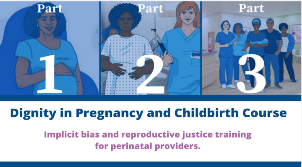 Part Part Part
1 2 3
Dignity in Pregnancy and Childbirth Course
Implicit bias and reproductive justice training
for perinatal providers.